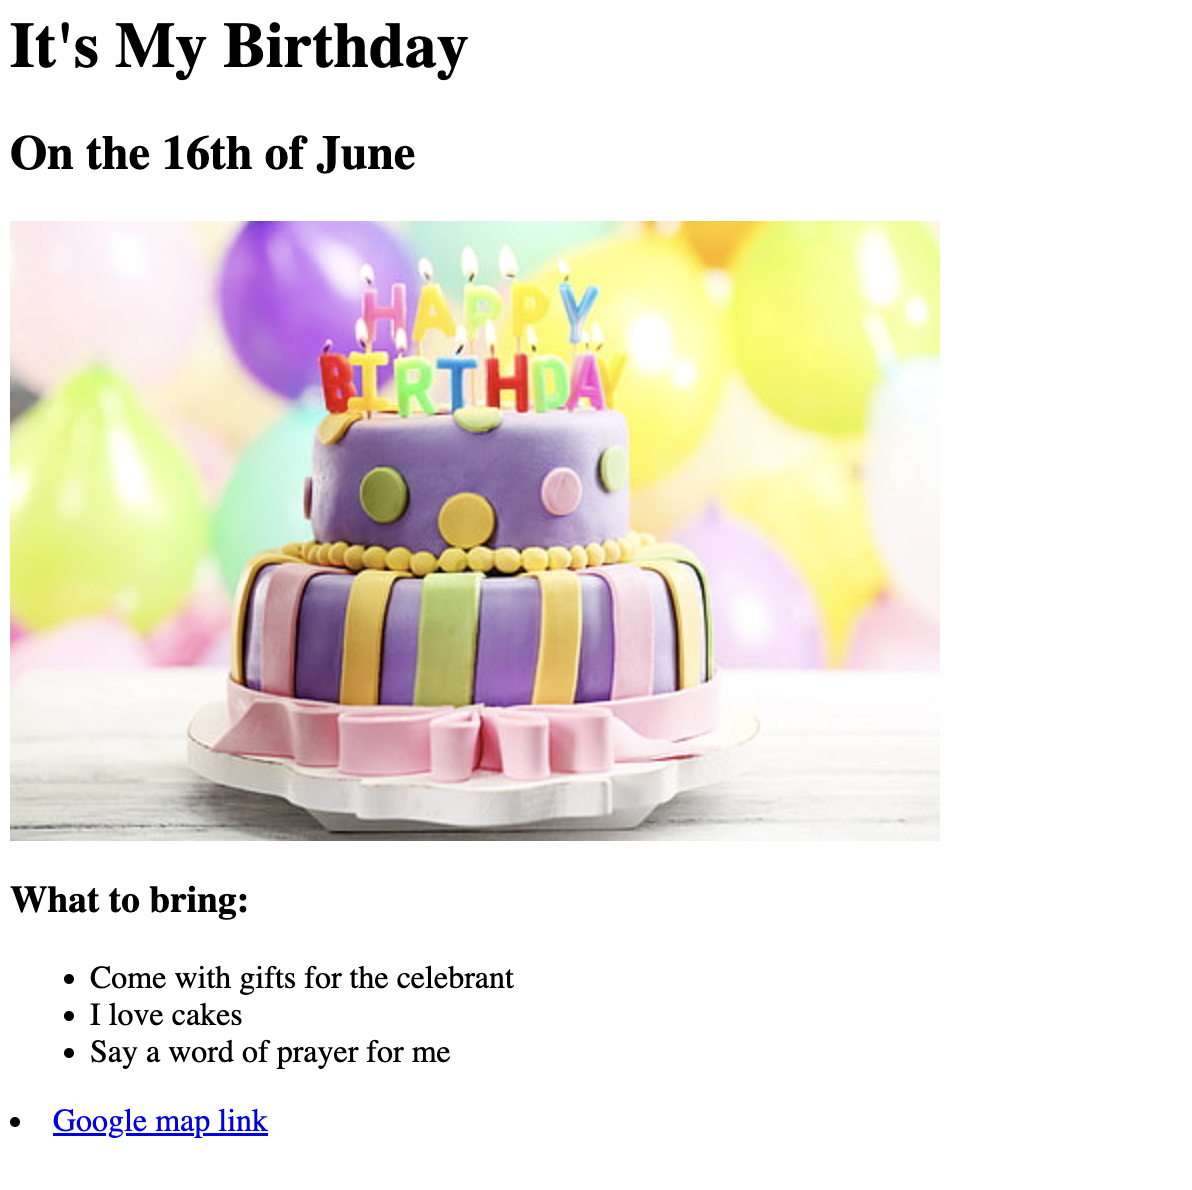 It's My Birthday
On the 16th of June
HAPPY
BIRTHDAY
What to bring:
Come with gifts for the celebrant
I love cakes
Say a word of prayer for me
Google map link